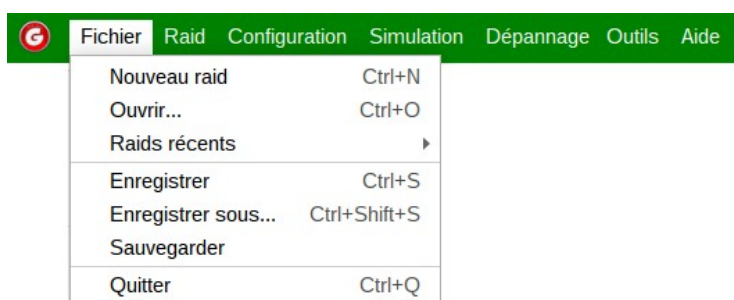 G Fichier Raid Configuration Simulation Dépannage Outils Aide
Nouveau raid Ctrl+N
Ouvrir... Ctrl+O
Raids récents
Enregistrer Ctrl+S
Enregistrer sous... Ctrl+Shift+S
Sauvegarder
Quitter Ctrl+Q